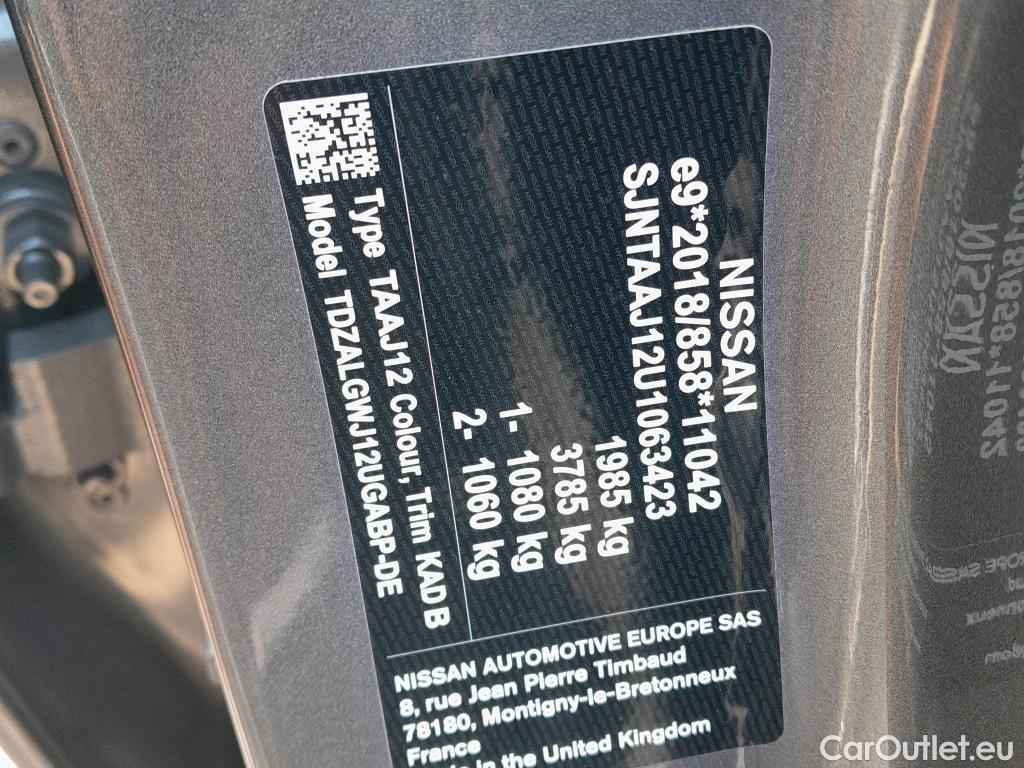 NISSAN
e9*2018/858*11042
SJNTAAJ12U1063423
1985 kg
3785 kg
1- 1080 kg
2- 1060 kg
Type TAAJ12 Colour,Trim KAD B
Model TDZALGWJ12UGABP-DE
NISSAN AUTOMOTIVE EUROPE SAS
8, rue Jean Pierre Timbaud
78180, Montigny-le-Bretonneux
France
in the United Kingdom
CarOutlet.eu